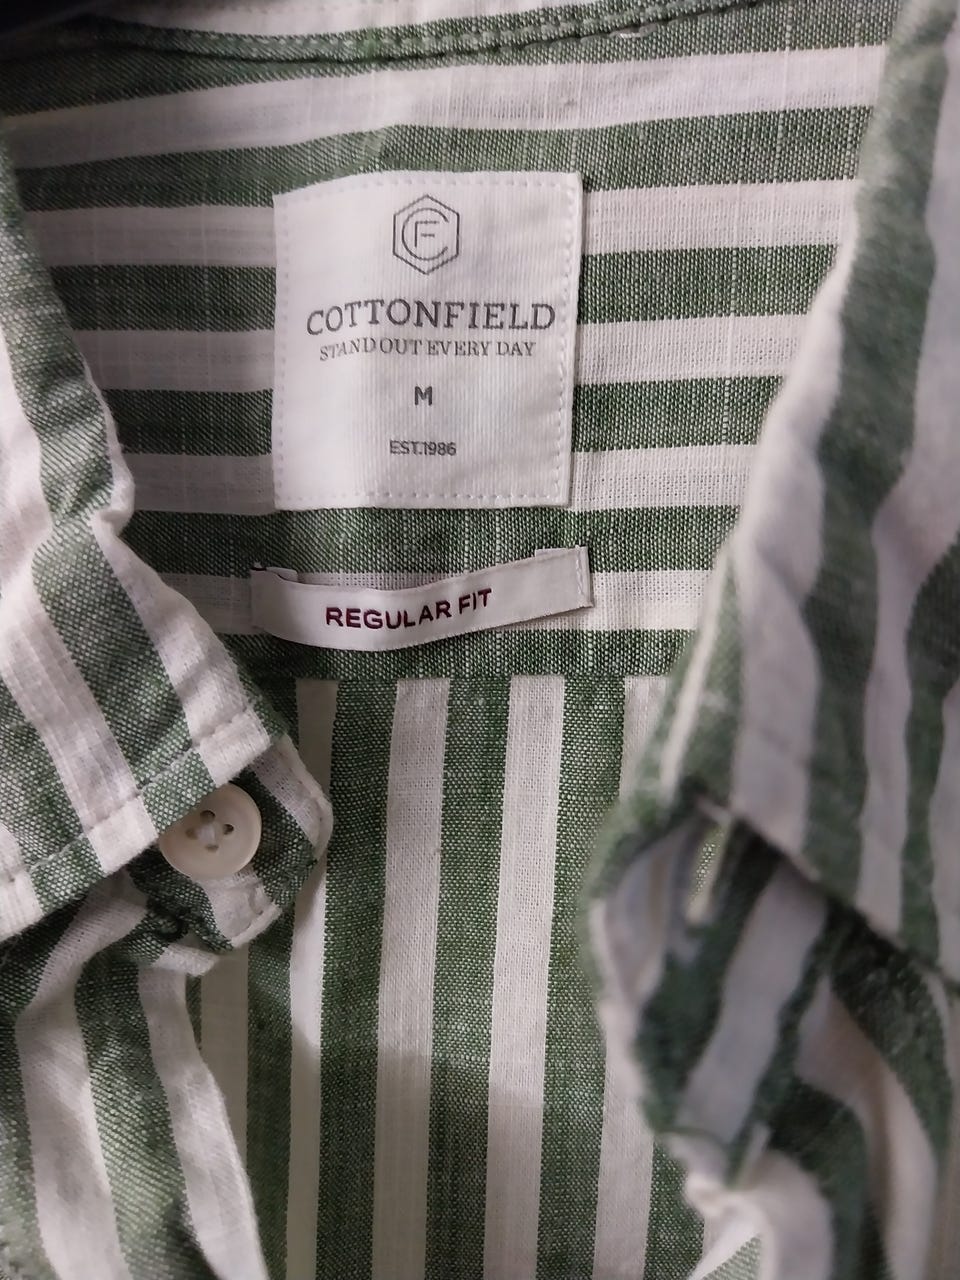 CF
COTTONFIELD
STAND OUT EVERY DAY
M
EST.1986
REGULAR FIT